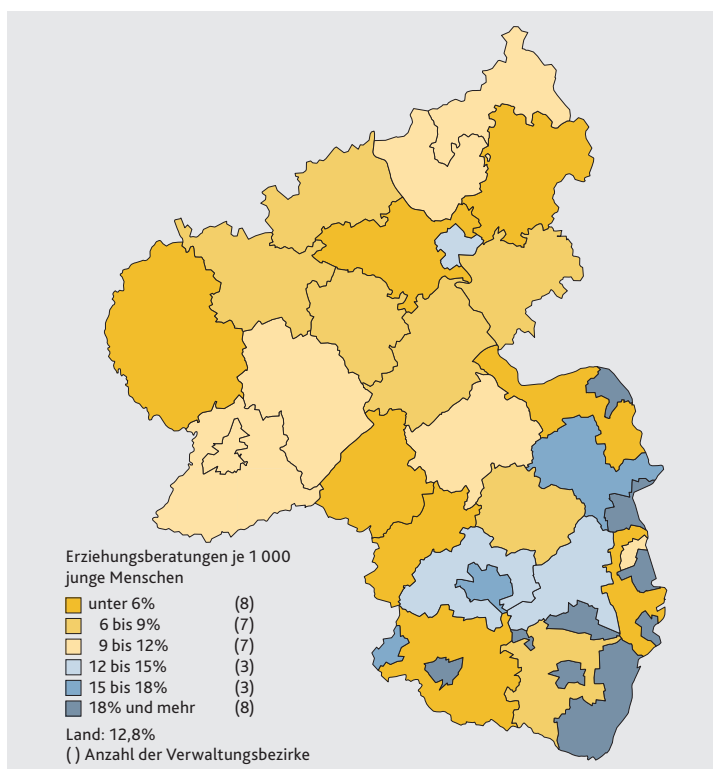 Erziehungsberatungen je 1 000
junge Menschen
unter 6% (8)
6 bis 9% (7)
9 bis 12% (7)
12 bis 15% (3)
15 bis 18% (3)
18% und mehr (8)
Land: 12,8%
( ) Anzahl der Verwaltungsbezirke